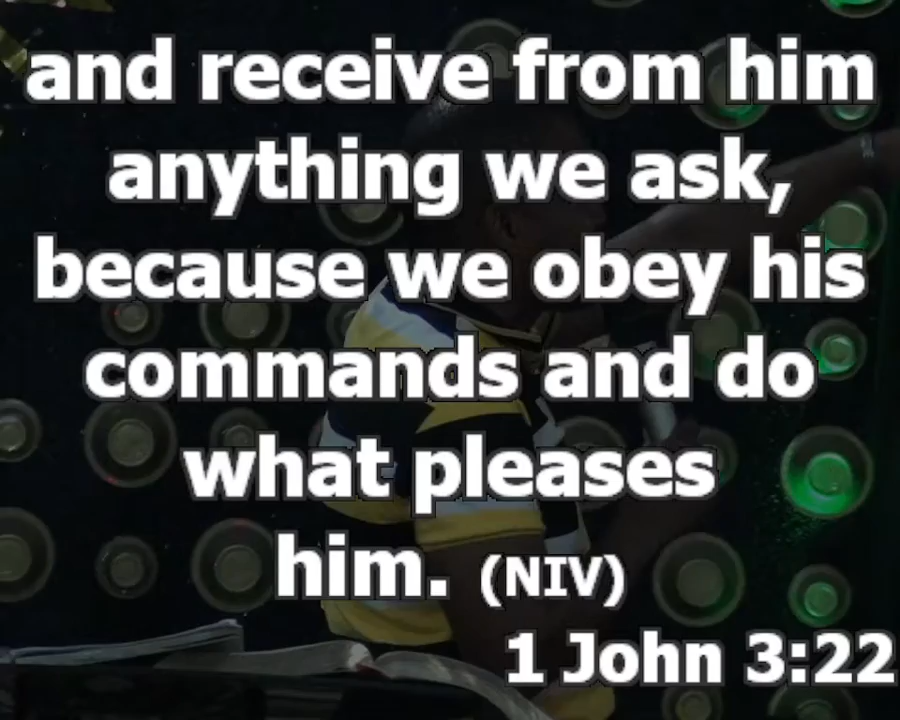 and receive from him
anything we ask,
because we obey his
commands and do
what pleases
him. (NIV)
1 John 3:22